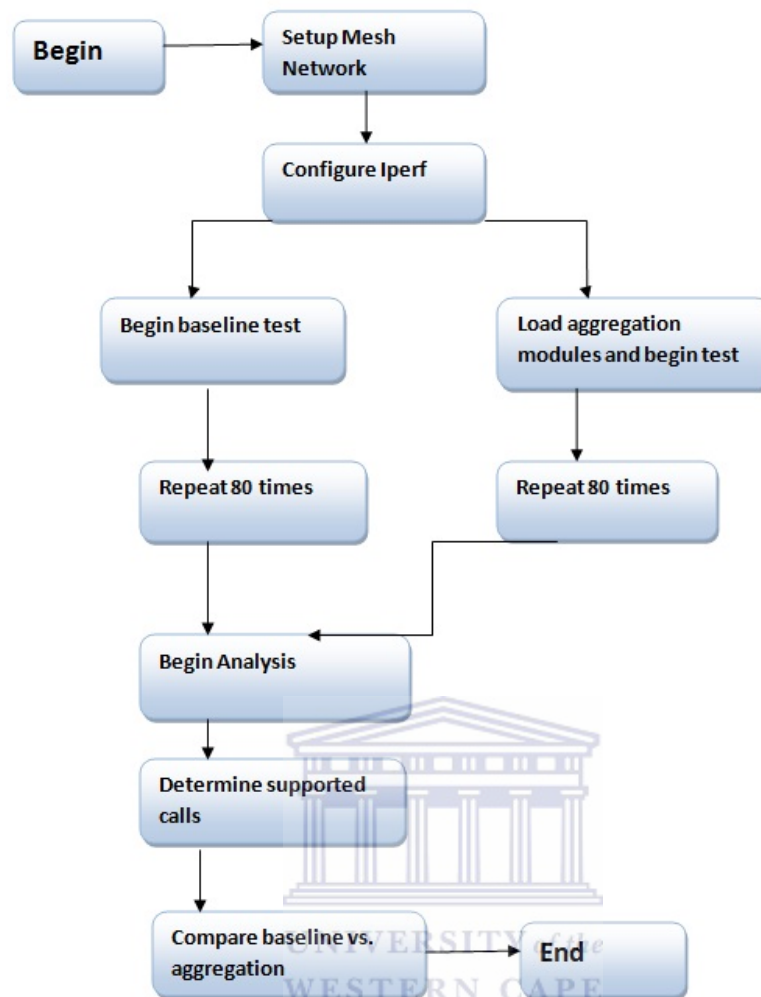 Begin
Setup Mesh
Network
Configure Iperf
Begin baseline test
Load aggregation
modules and begin test
Repeat 80 times
Repeat 80 times
Begin Analysis
Determine supported
calls
Compare baseline vs.
aggregation
End
UNIVERSITY of the
WESTERN CAPE